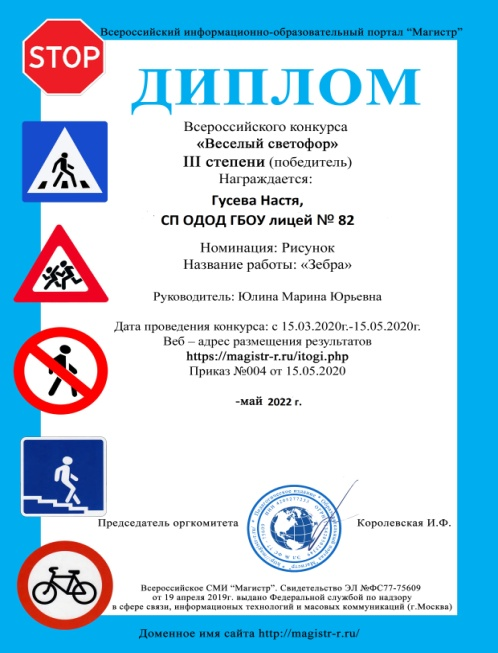 Всероссийский информационно-образовательный портал “Магистр”
STOP
ДИПЛОМ
Всероссийского конкурса
«Веселый светофор»
III степени (победитель)
Награждается:
Гусева Настя,
СП ОДОД ГБОУ лицей № 82
Номинация: Рисунок
Название работы: «Зебра»
Руководитель: Юлина Марина Юрьевна
Дата проведения конкурса: с 15.03.2020г.-15.05.2020г.
Веб – адрес размещения результатов
https://magistr-r.ru/itogi.php
Приказ №004 от 15.05.2020
-май 2022 г.
Председатель оргкомитета
Королевская И.Ф.
Всероссийское СМИ “Магистр”. Свидетельство ЭЛ №ФС77-75609
от 19 апреля 2019г. выдано Федеральной службой по надзору
в сфере связи, информационых технологий и массовых коммуникаций (г.Москва)
Доменное имя сайта http://magistr-r.ru/